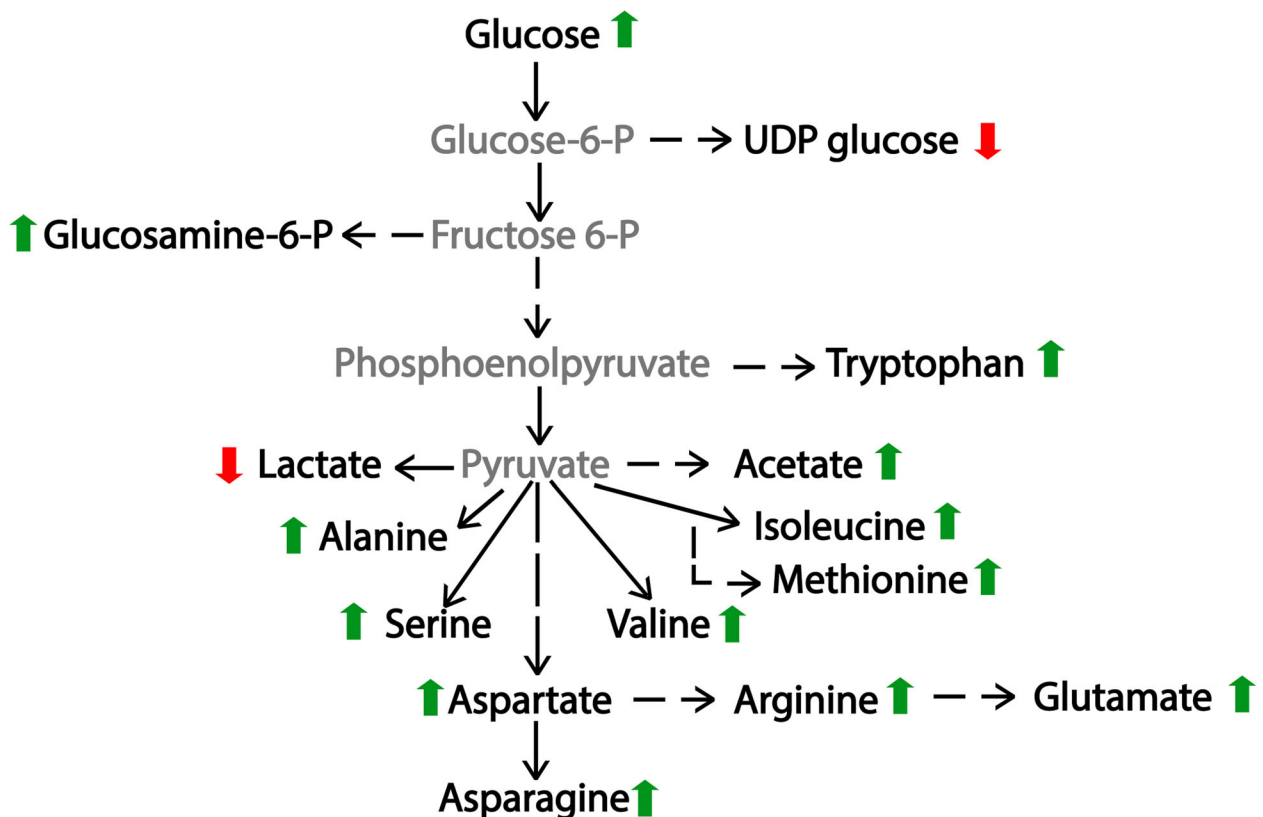 Glucose
Glucose-6-P UDP glucose
Glucosamine-6-P Fructose 6-P
Phosphoenolpyruvate Tryptophan
Lactate Pyruvate Acetate
Alanine Isoleucine
Methionine
Serine Valine
Aspartate Arginine Glutamate
Asparagine